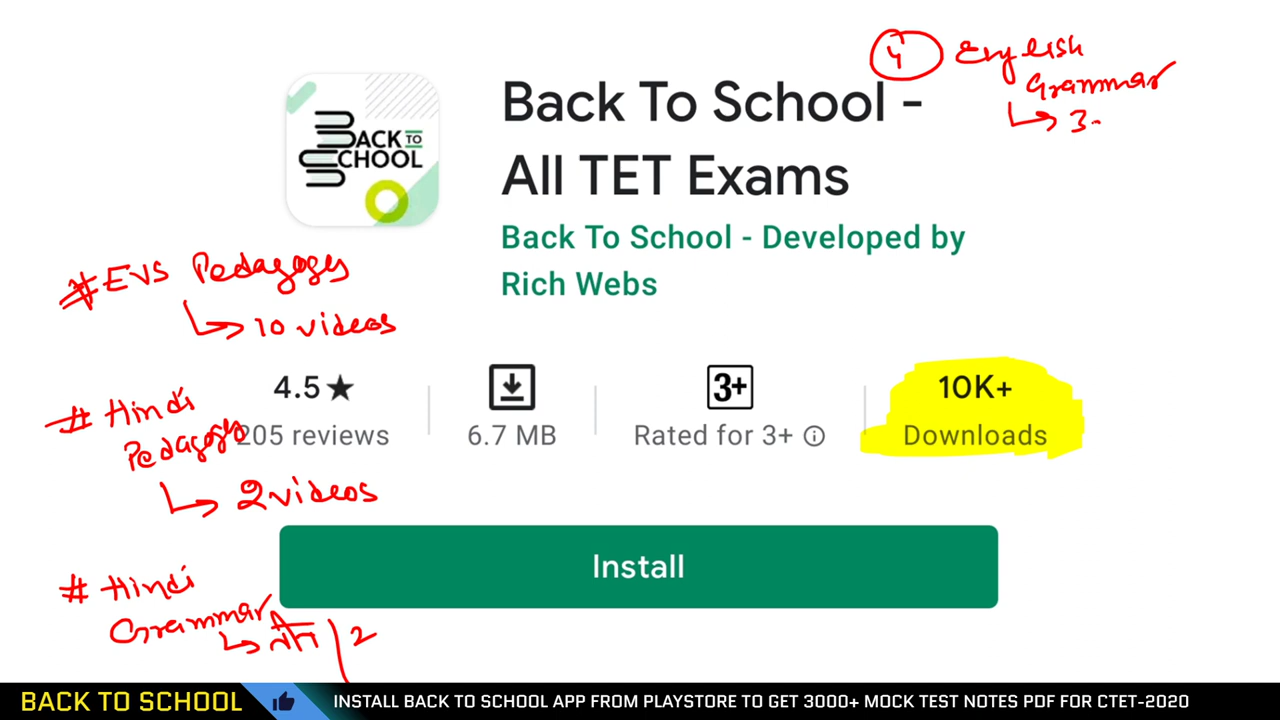 4 English
Grammar
→ 3-
BACK TO
SCHOOL
Back To School -
All TET Exams
Back To School - Developed by
Rich Webs
# EVS Pedagogy
→ 10 videos
4.5★
205 reviews
6.7 MB
3+
Rated for 3+
10K+
Downloads
# Hindi
Pedagogy
→ 2 videos
Install
# Hindi
Grammar
BACK TO SCHOOL
INSTALL BACK TO SCHOOL APP FROM PLAYSTORE TO GET 3000+ MOCK TEST NOTES PDF FOR CTET-2020